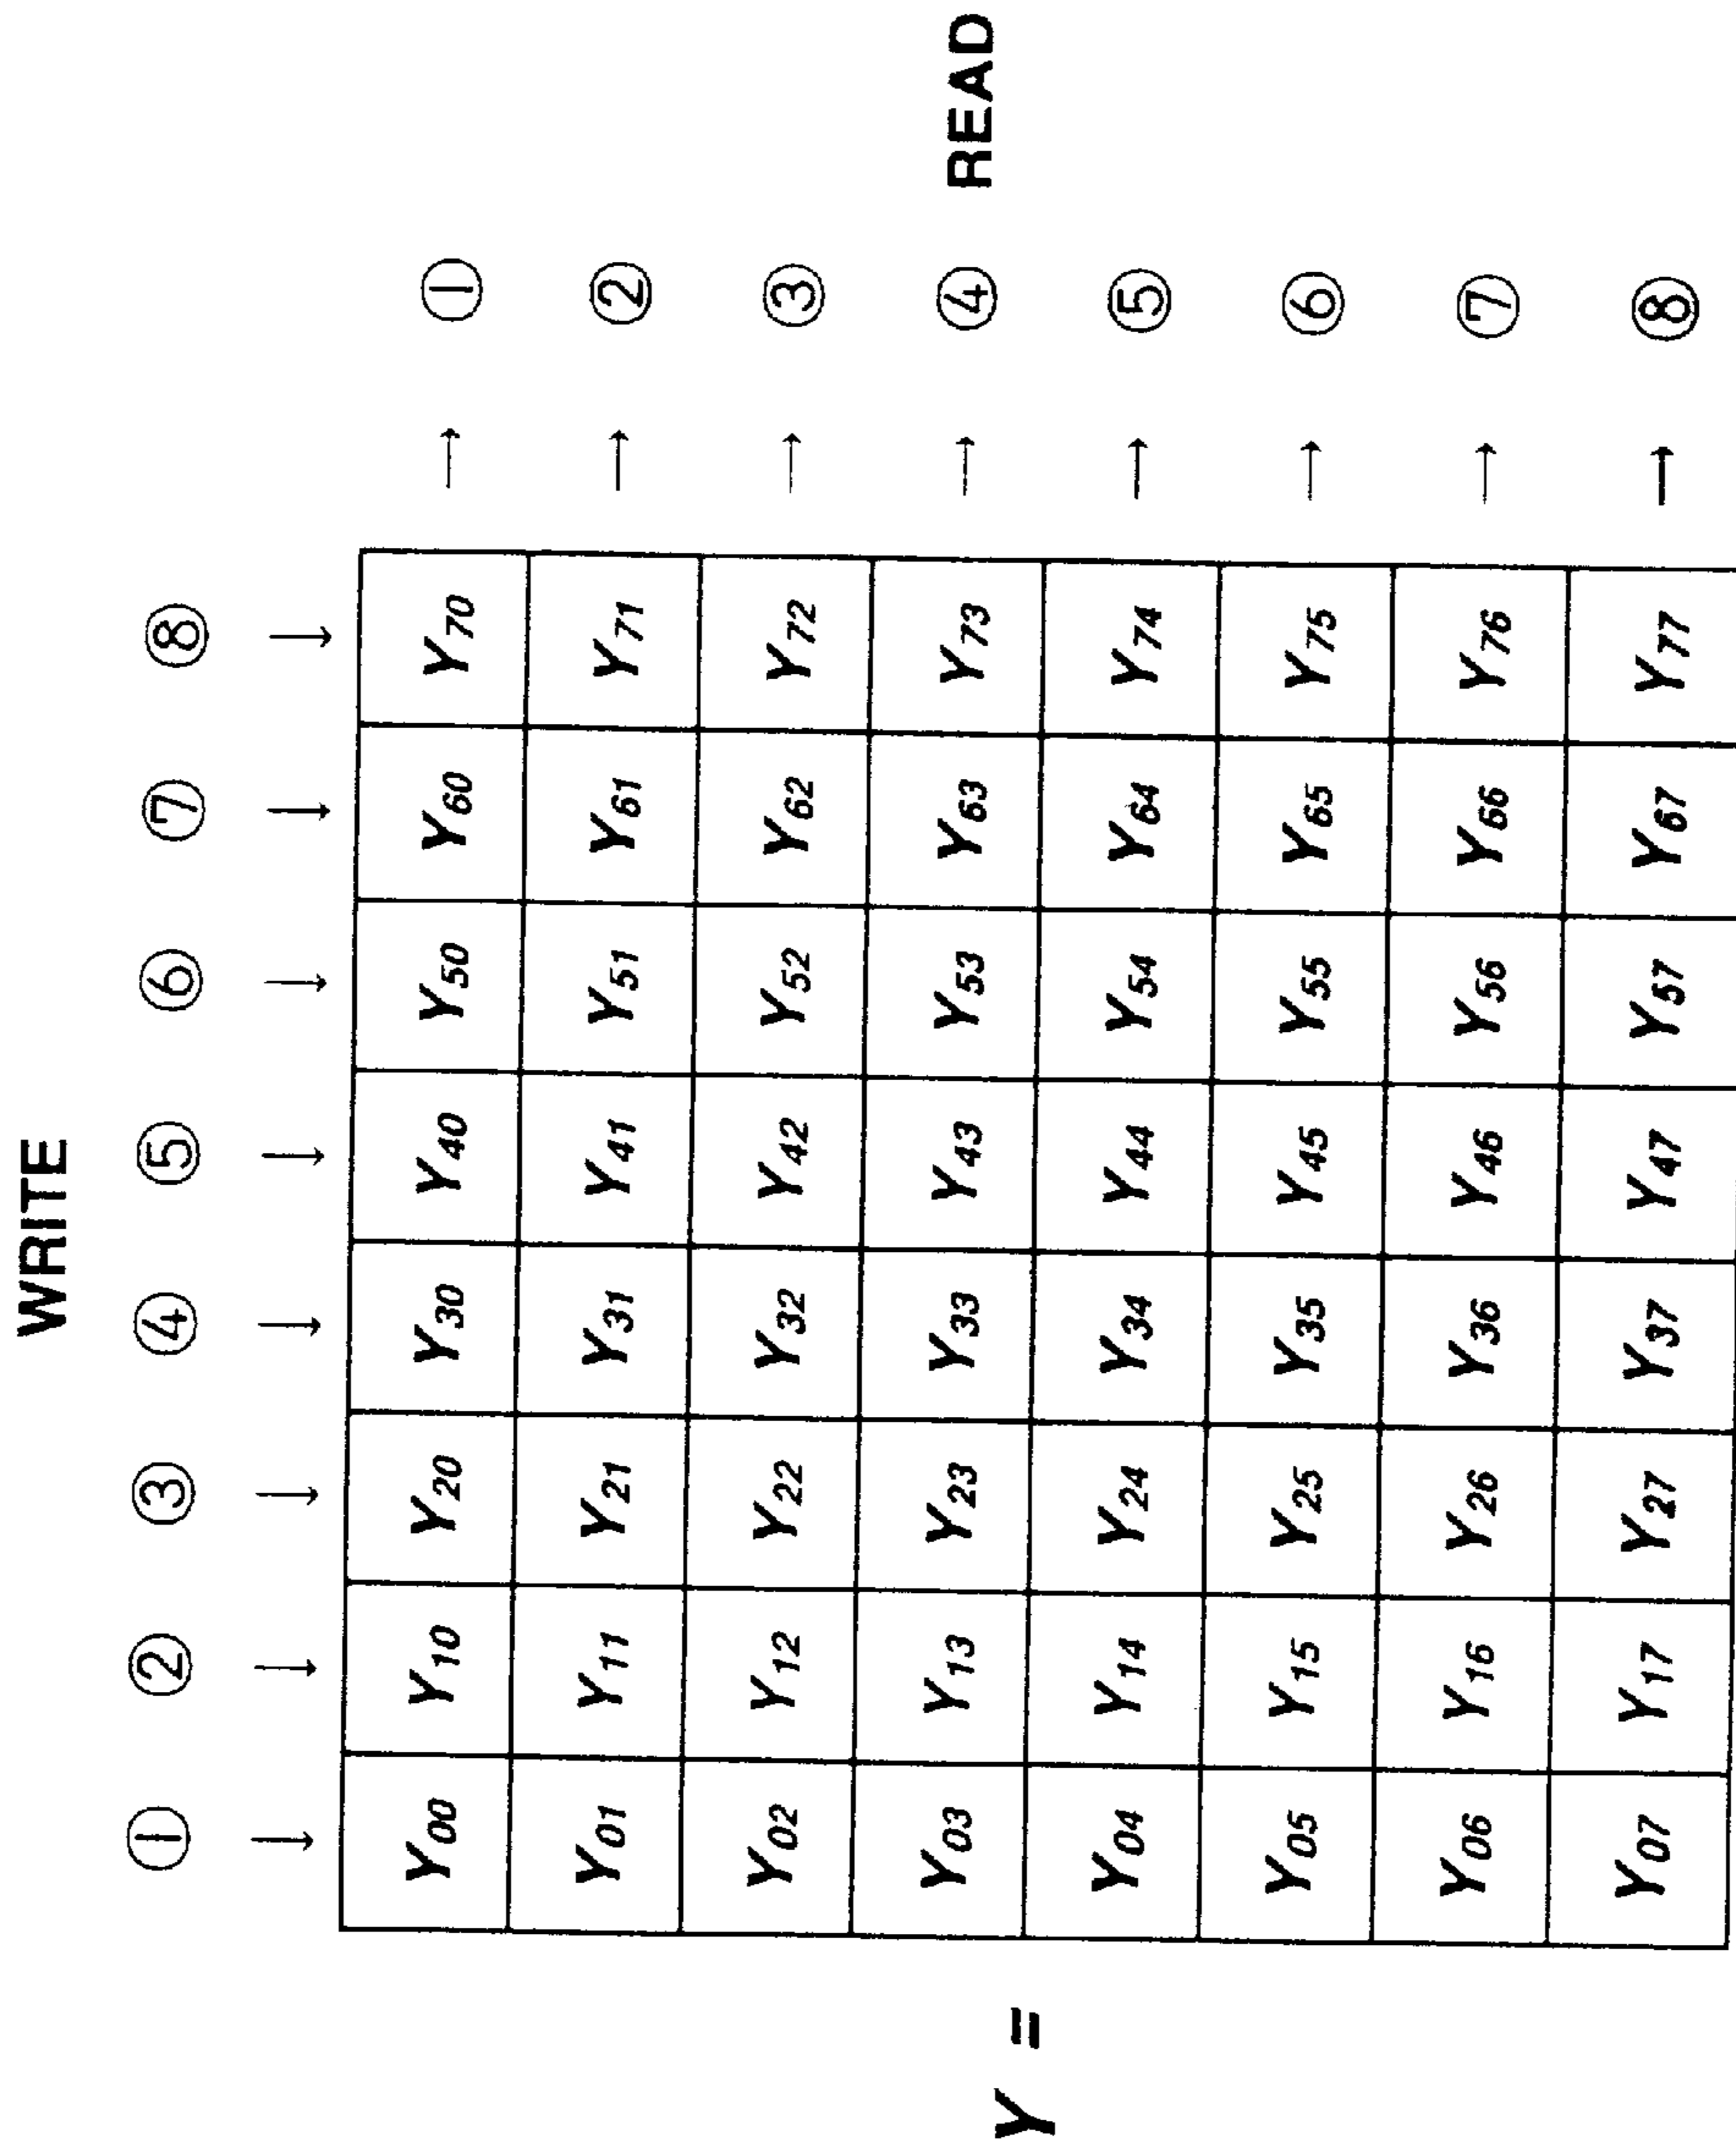 WRITE
① ② ③ ④ ⑤ ⑥ ⑦ ⑧
↓ ↓ ↓ ↓ ↓ ↓ ↓ ↓
Y00 Y10 Y20 Y30 Y40 Y50 Y60 Y70 → ①
Y01 Y11 Y21 Y31 Y41 Y51 Y61 Y71 → ②
Y02 Y12 Y22 Y32 Y42 Y52 Y62 Y72 → ③
Y03 Y13 Y23 Y33 Y43 Y53 Y63 Y73 → ④ READ
Y = Y04 Y14 Y24 Y34 Y44 Y54 Y64 Y74 → ⑤
Y05 Y15 Y25 Y35 Y45 Y55 Y65 Y75 → ⑥
Y06 Y16 Y26 Y36 Y46 Y56 Y66 Y76 → ⑦
Y07 Y17 Y27 Y37 Y47 Y57 Y67 Y77 → ⑧